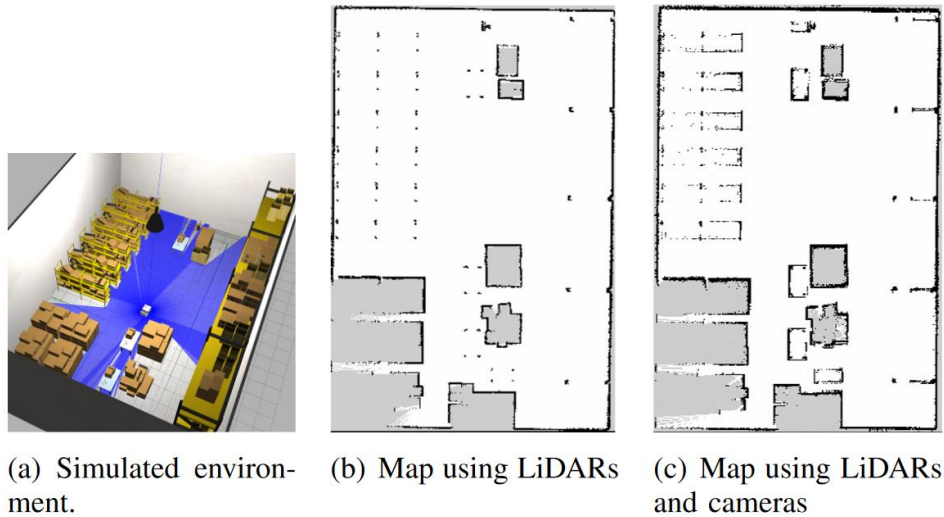 (a) Simulated environ-
ment.
(b) Map using LiDARs
(c) Map using LiDARs
and cameras